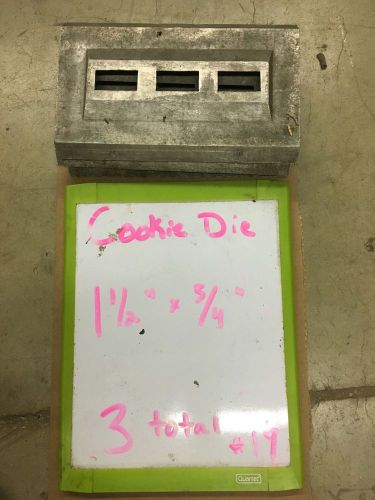 Cookie Die
1 1/2" x 3/4"
3 total
#19
Quartet